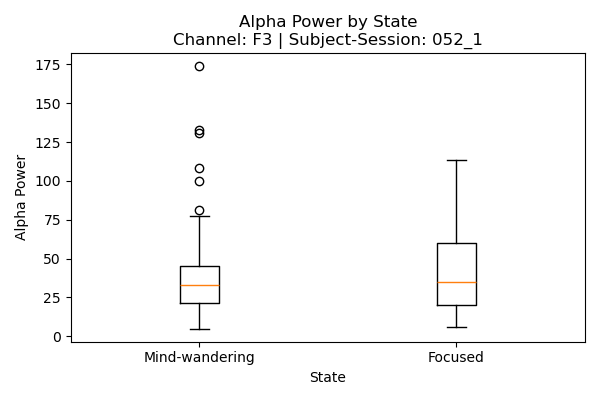 Alpha Power by State
Channel: F3 | Subject-Session: 052_1
175
150
125
100
75
50
25
0
Alpha Power
Mind-wandering
Focused
State